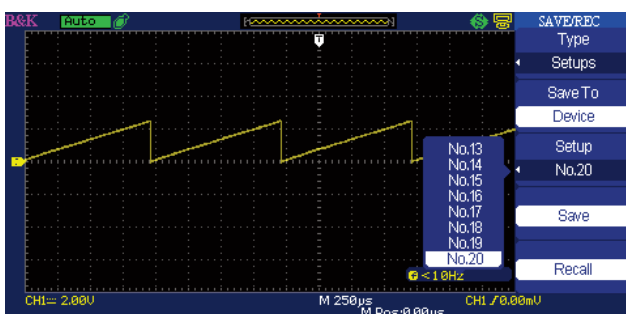 B&K Auto SAVE/REC
Type
Setups
Save To
Device
Setup
No.20
Save
Recall
No.13
No.14
No.15
No.16
No.17
No.18
No.19
No.20
<10Hz
CH1 2.00V M 250µs CH1 0.00mV
M Pos:0.00µs